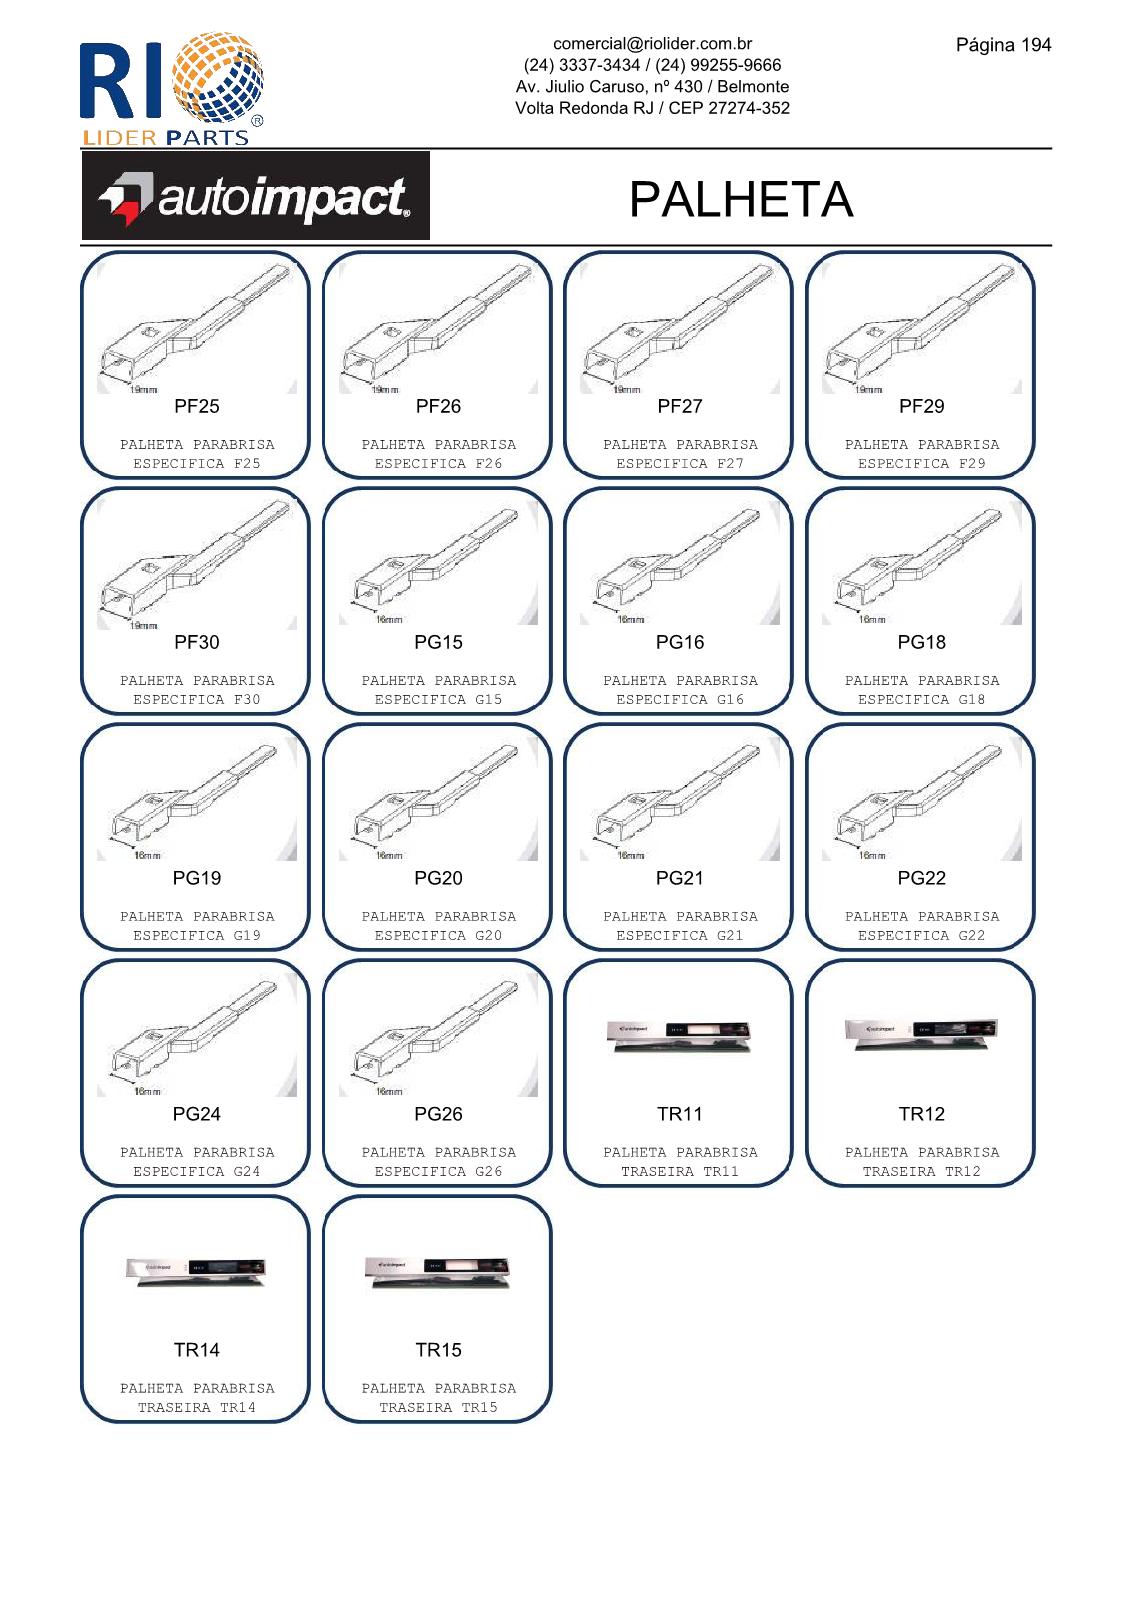 RIO
LIDER PARTS
®
comercial@riolider.com.br
(24) 3337-3434 / (24) 99255-9666
Av. Jiulio Caruso, nº 430 / Belmonte
Volta Redonda RJ / CEP 27274-352
Página 194
autoimpact®
PALHETA
19mm 19mm 19mm 19mm
PF25 PF26 PF27 PF29
PALHETA PARABRISA PALHETA PARABRISA PALHETA PARABRISA PALHETA PARABRISA
ESPECIFICA F25 ESPECIFICA F26 ESPECIFICA F27 ESPECIFICA F29
19mm 16mm 16mm 16mm
PF30 PG15 PG16 PG18
PALHETA PARABRISA PALHETA PARABRISA PALHETA PARABRISA PALHETA PARABRISA
ESPECIFICA F30 ESPECIFICA G15 ESPECIFICA G16 ESPECIFICA G18
16mm 16mm 16mm 16mm
PG19 PG20 PG21 PG22
PALHETA PARABRISA PALHETA PARABRISA PALHETA PARABRISA PALHETA PARABRISA
ESPECIFICA G19 ESPECIFICA G20 ESPECIFICA G21 ESPECIFICA G22
16mm 16mm autoimpact autoimpact
PG24 PG26 TR11 TR12
PALHETA PARABRISA PALHETA PARABRISA PALHETA PARABRISA PALHETA PARABRISA
ESPECIFICA G24 ESPECIFICA G26 TRASEIRA TR11 TRASEIRA TR12
autoimpact autoimpact
TR14 TR15
PALHETA PARABRISA PALHETA PARABRISA
TRASEIRA TR14 TRASEIRA TR15